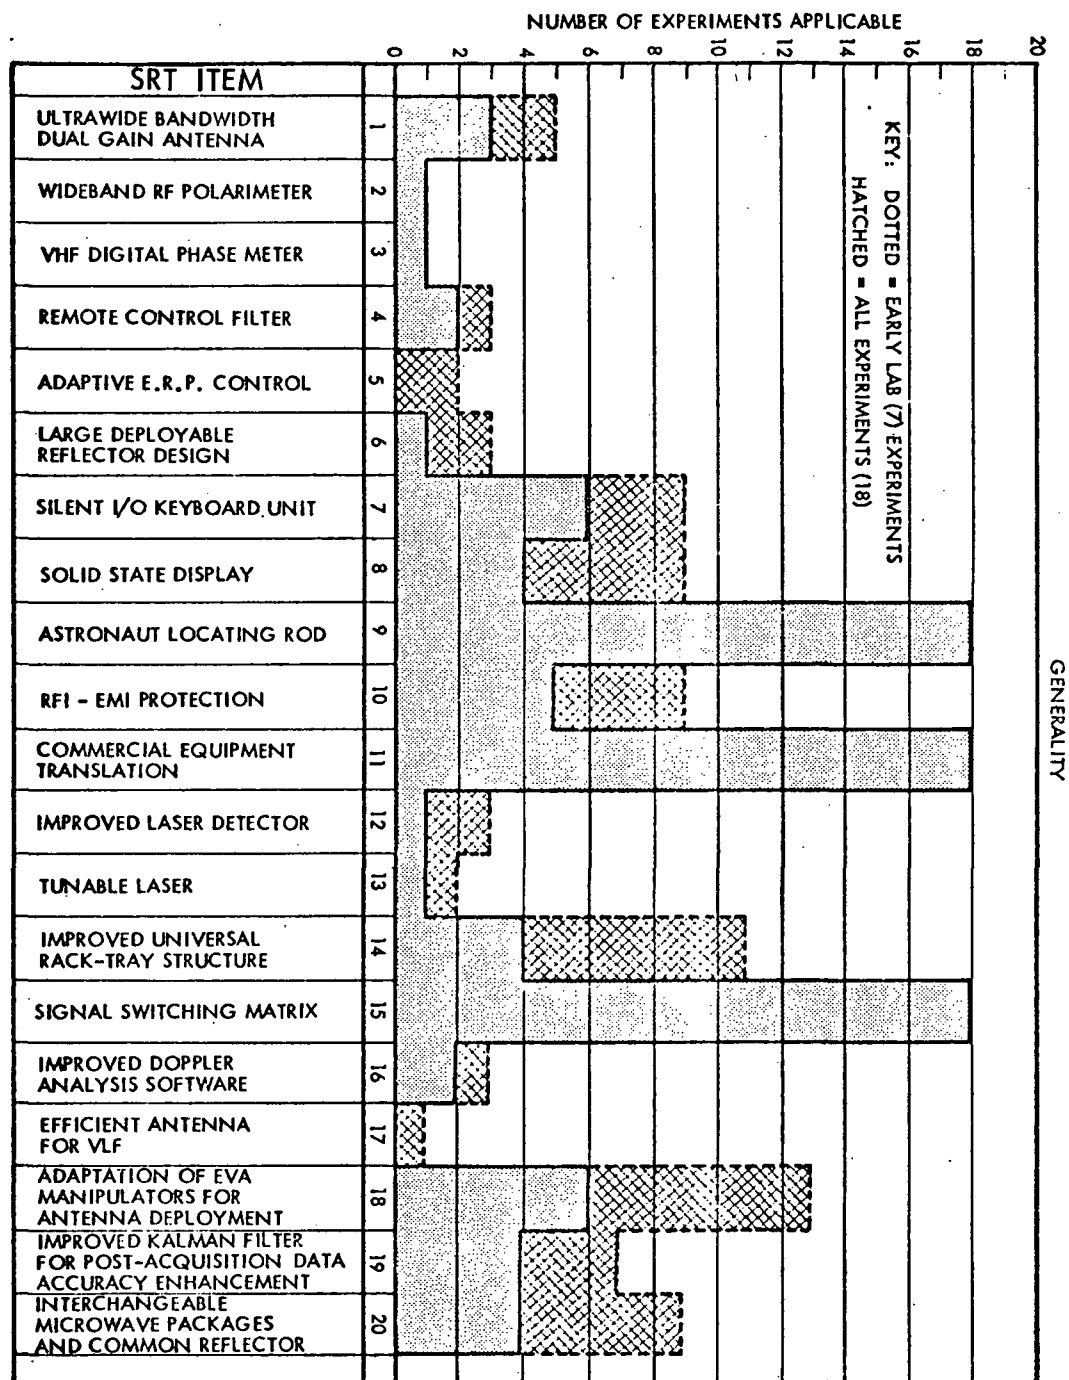 NUMBER OF EXPERIMENTS APPLICABLE
0
2
4
6
8
10
12
14
16
18
20
KEY: DOTTED = EARLY LAB (7) EXPERIMENTS
HATCHED = ALL EXPERIMENTS (18)
GENERALITY
SRT ITEM
ULTRAWIDE BANDWIDTH
DUAL GAIN ANTENNA
1
WIDEBAND RF POLARIMETER
2
VHF DIGITAL PHASE METER
3
REMOTE CONTROL FILTER
4
ADAPTIVE E.R.P. CONTROL
5
LARGE DEPLOYABLE
REFLECTOR DESIGN
6
SILENT I/O KEYBOARD UNIT
7
SOLID STATE DISPLAY
8
ASTRONAUT LOCATING ROD
9
RFI - EMI PROTECTION
10
COMMERCIAL EQUIPMENT
TRANSLATION
11
IMPROVED LASER DETECTOR
12
TUNABLE LASER
13
IMPROVED UNIVERSAL
RACK-TRAY STRUCTURE
14
SIGNAL SWITCHING MATRIX
15
IMPROVED DOPPLER
ANALYSIS SOFTWARE
16
EFFICIENT ANTENNA
FOR VLF
17
ADAPTATION OF EVA
MANIPULATORS FOR
ANTENNA DEPLOYMENT
18
IMPROVED KALMAN FILTER
FOR POST-ACQUISITION DATA
ACCURACY ENHANCEMENT
19
INTERCHANGEABLE
MICROWAVE PACKAGES
AND COMMON REFLECTOR
20